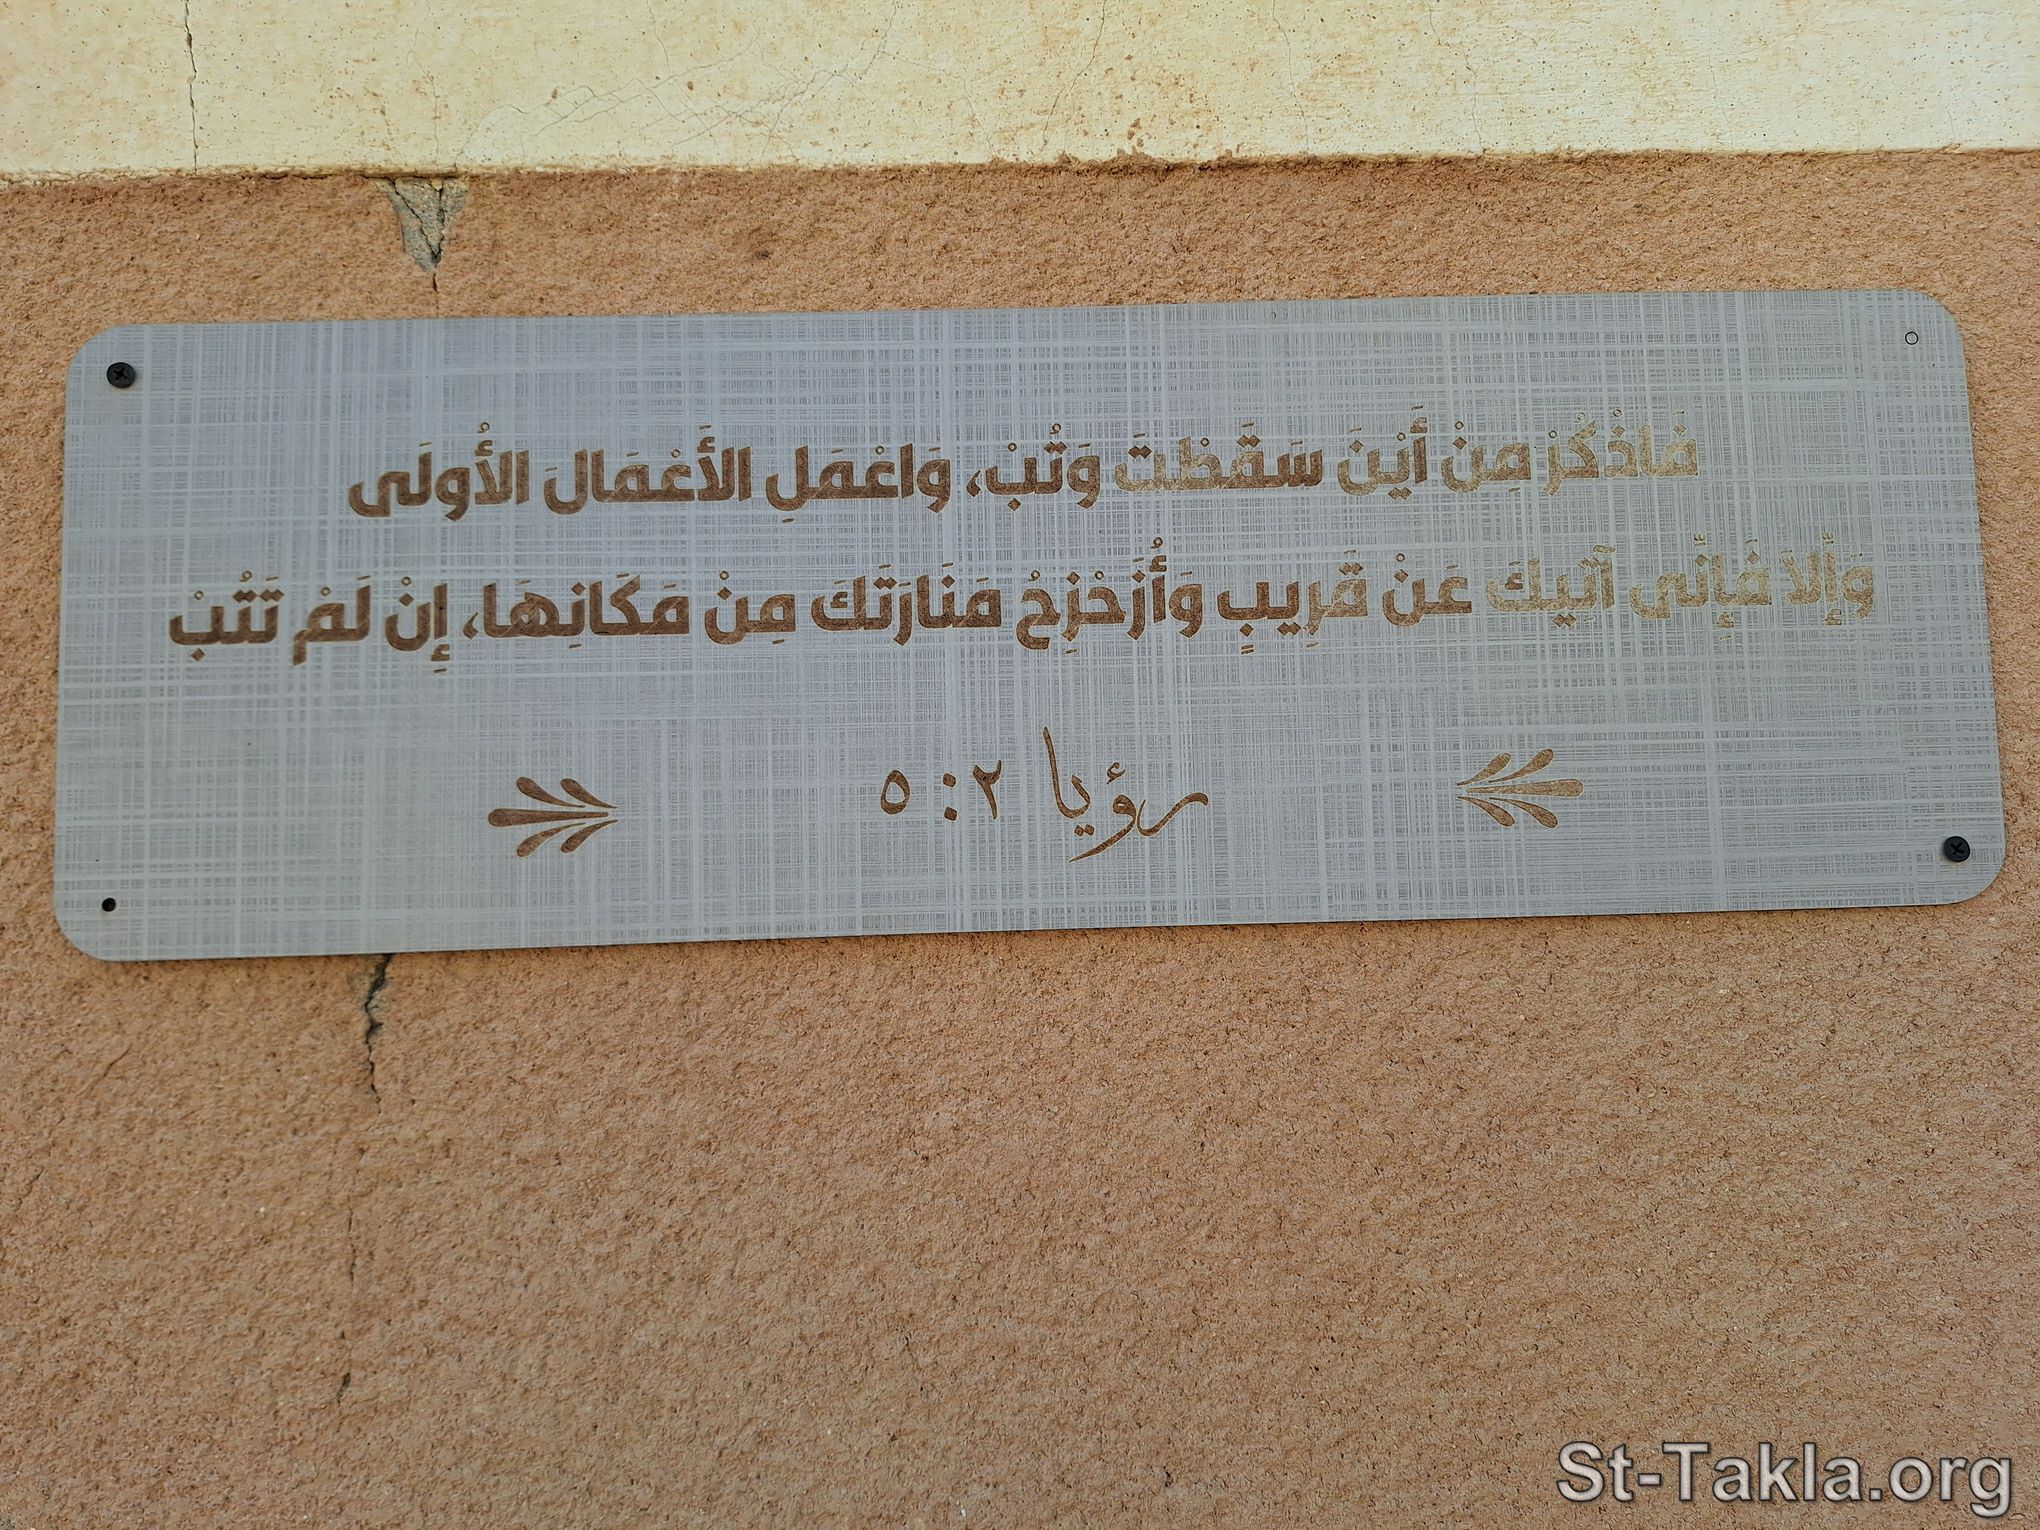 فَاذْكُرْ مِنْ أَيْنَ سَقَطْتَ وَتُبْ، وَاعْمَلِ الأَعْمَالَ الأُولَى
وَإِلاَّ فَإِنِّي آتِيكَ عَنْ قَرِيبٍ وَأُزَحْزِحُ مَنَارَتَكَ مِنْ مَكَانِهَا، إِنْ لَمْ تَتُبْ
رؤيا ٢: ٥
St-Takla.org